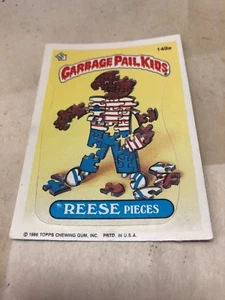 149a
GARBAGE PAIL KIDS
REESE PIECES
© 1986 TOPPS CHEWING GUM, INC. PRTD. IN U.S.A.